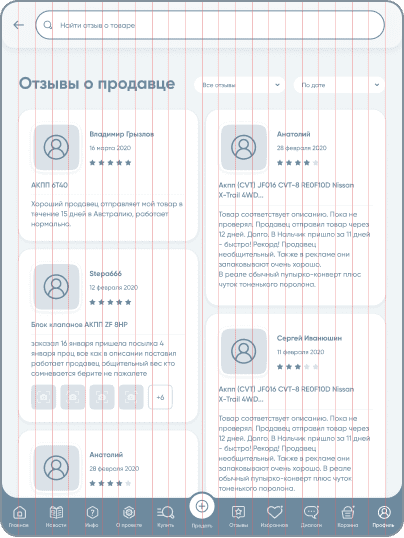 Найти отзыв о товаре
Отзывы о продавце
Все отзывы
По дате
Владимир Грызлов
16 марта 2020
АКПП 6Т40
Хороший продавец отправляет мой товар в
течение 15 дней в Австралию, работает
нормально.
Stepa666
12 февраля 2020
Блок клапанов АКПП ZF 8HP
заказал 16 января пришела посылка 4
января проц все как в описании поставил
работает продавец общительный вес кто
сомневается берите не пожалете
+6
Анатолий
28 февраля 2020
Анатолий
28 февраля 2020
Акпп (CVT) JF016 CVT-8 RE0F10D Nissan
X-Trail 4WD...
Товар соответствует описанию. Пока не
проверял. Продавец отправил товар через
12 дней. Долго. В Нальчик пришло за 11 дней
- быстро! Рекорд! Продавец
необщительный. Также в рекламе они
запаковывают очень хорошо.
В реале обычный пупырко-конверт плюс
чуток тоненького поролона.
Сергей Иванюшин
11 февраля 2020
Акпп (CVT) JF016 CVT-8 RE0F10D Nissan
X-Trail 4WD...
Товар соответствует описанию. Пока не
проверял. Продавец отправил товар через
12 дней. Долго. В Нальчик пришло за 11 дней
- быстро! Рекорд! Продавец
необщительный. Также в рекламе они
запаковывают очень хорошо. В реале
обычный пупырко-конверт плюс чуток
тоненького поролона.
Главное
Новости
Инфо
О проекте
Купить
Продать
Отзывы
Избранное
Диалоги
Корзина
Профиль